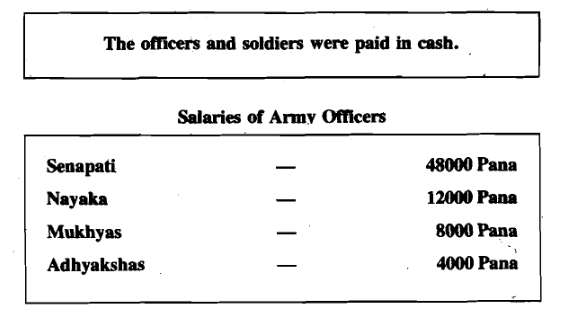 The officers and soldiers were paid in cash.
Salaries of Army Officers
Senapati — 48000 Pana
Nayaka — 12000 Pana
Mukhyas — 8000 Pana
Adhyakshas — 4000 Pana